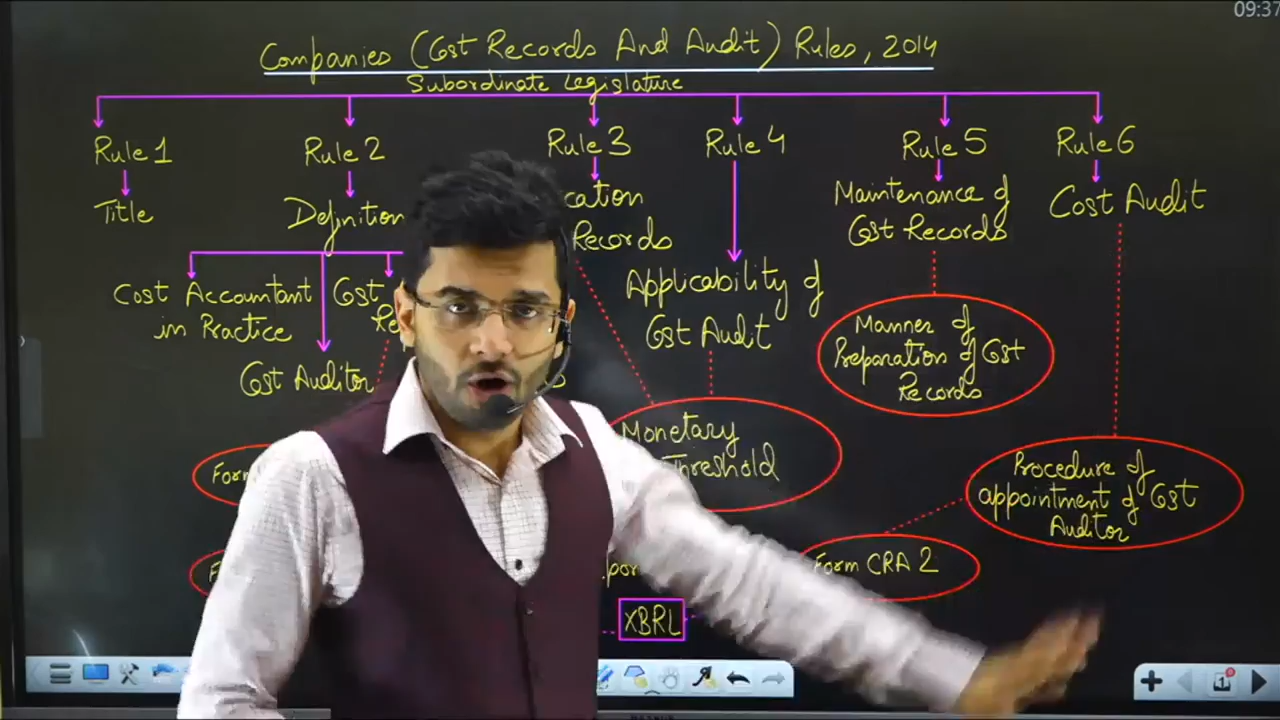 09:37
Companies (Cost Records And Audit) Rules, 2014
Subordinate Legislature
Rule 1
Rule 2
Rule 3
Rule 4
Rule 5
Rule 6
Title
Definition
Records
Applicability of
Cost Audit
Maintenance of
Cost Records
Cost Audit
Cost Accountant
in Practice
Cost
Cost Auditor
Monetary
Threshold
Manner of
Preparation of Cost
Records
Procedure of
appointment of Cost
Auditor
Form CRA 2
XBRL
1